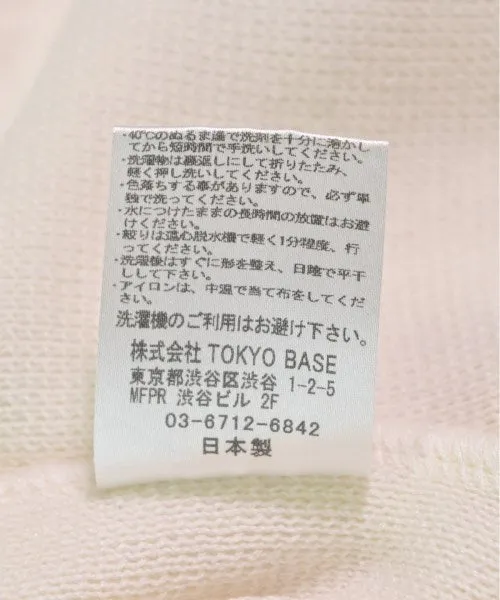 ・40℃のぬるま湯で洗剤を十分に溶かし
てから短時間で手洗いしてください。
・洗濯物は裏返しにして折りたたみ、
軽く押し洗いしてください。
・色落ちする事がありますので、必ず単
独で洗ってください。
・水につけたままの長時間の放置はお避
けください。
・絞りは遠心脱水機で軽く1分程度、行
ってください。
・洗濯後はすぐに形を整え、日陰で平干
しして下さい。
・アイロンは、中温で当て布をしてくださ
い。
洗濯機のご利用はお避け下さい。
株式会社 TOKYO BASE
東京都渋谷区渋谷 1-2-5
MFPR 渋谷ビル 2F
03-6712-6842
日本製